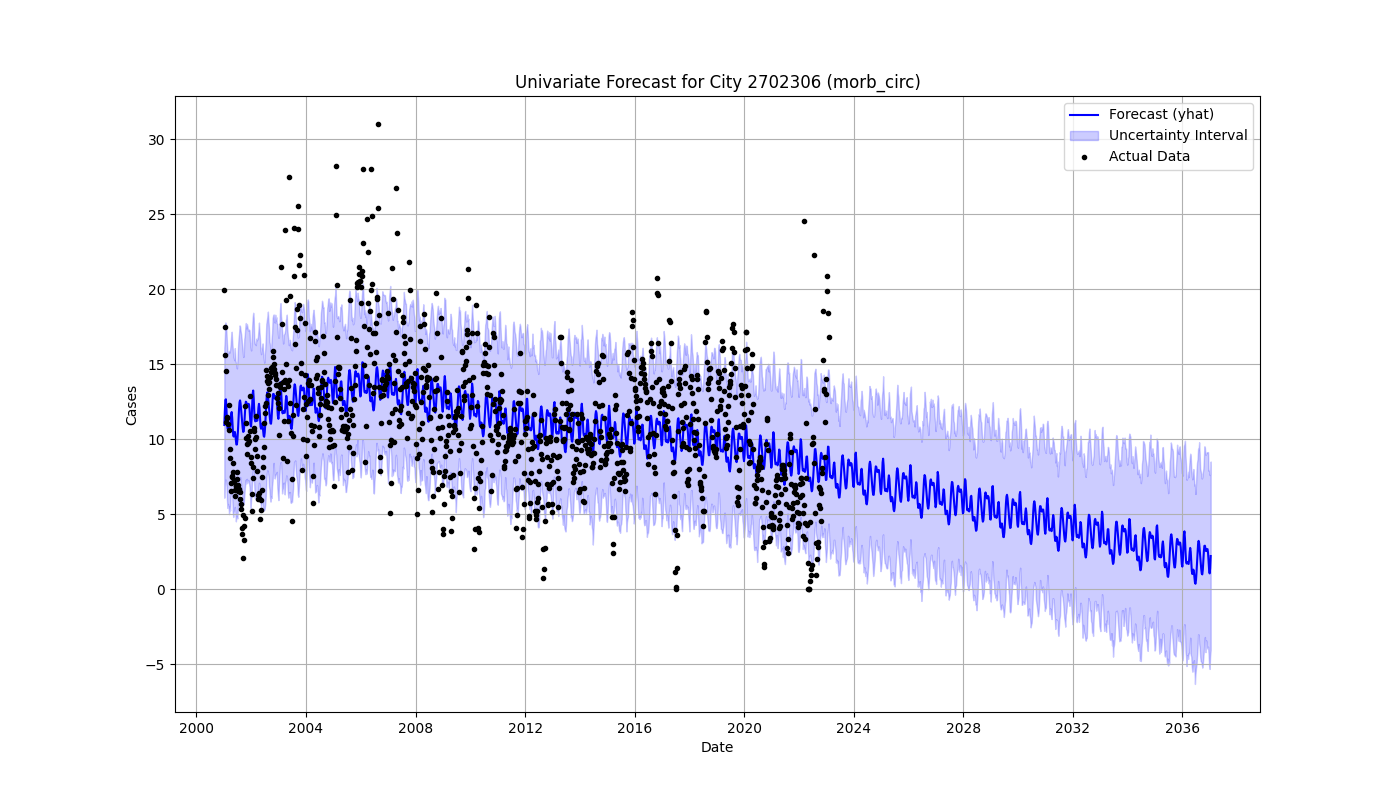 Univariate Forecast for City 2702306 (morb_circ)
Forecast (yhat)
Uncertainty Interval
Actual Data
Cases
30
25
20
15
10
5
0
−5
2000 2004 2008 2012 2016 2020 2024 2028 2032 2036
Date